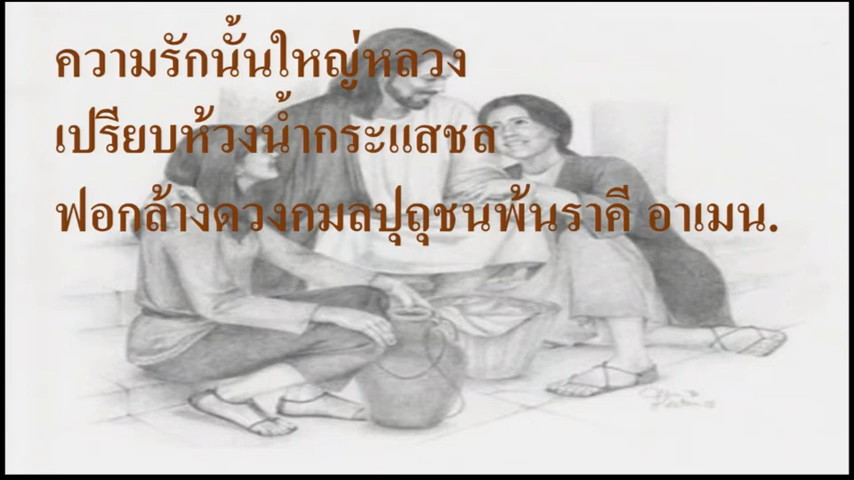 ความรักนั้นใหญ่หลวง
เปรียบห้วงน้ำกระแสชล
ฟอกล้างดวงกมลปุถุชนพ้นราคี อาเมน.